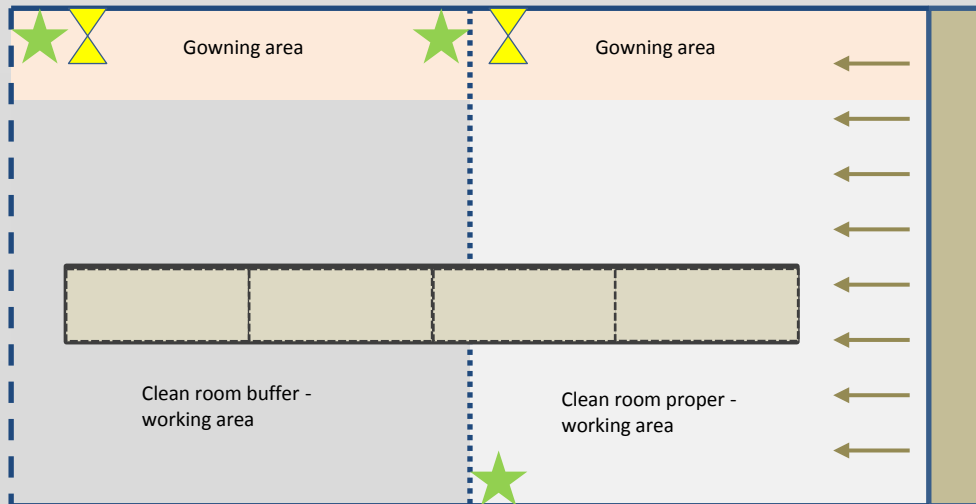 Gowning area
Gowning area
Clean room buffer -
working area
Clean room proper -
working area